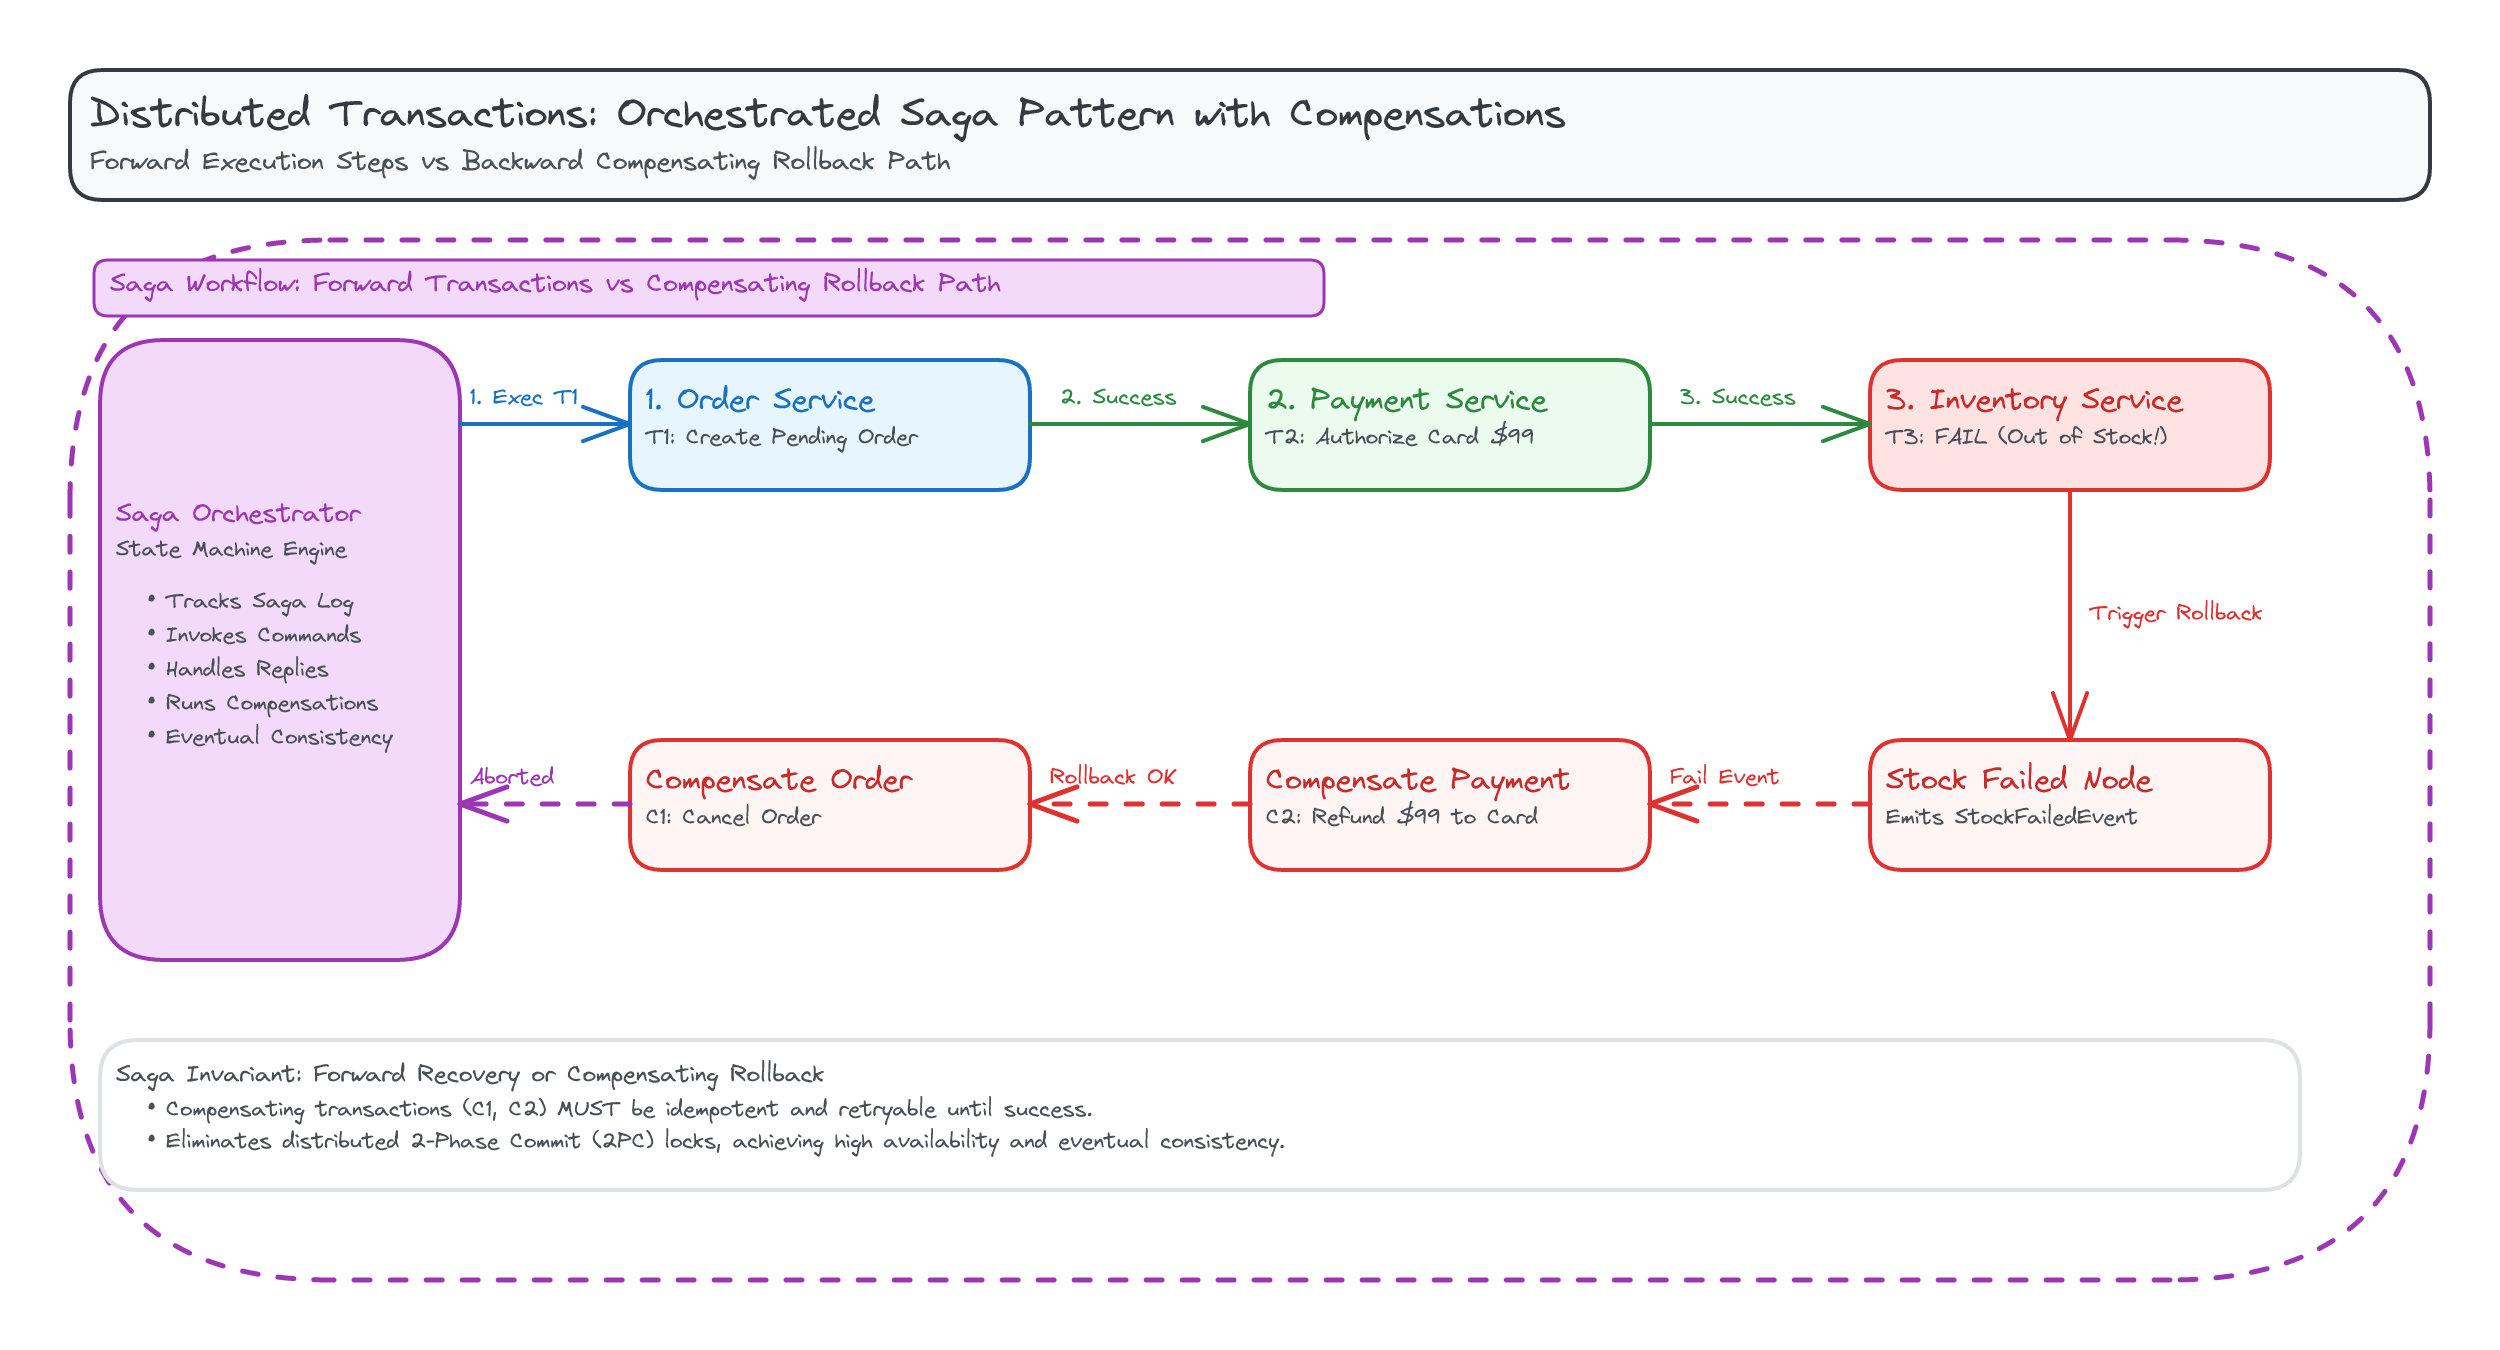 Distributed Transactions: Orchestrated Saga Pattern with Compensations
Forward Execution Steps vs Backward Compensating Rollback Path
Saga Workflow: Forward Transactions vs Compensating Rollback Path
Saga Orchestrator
State Machine Engine
• Tracks Saga Log
• Invokes Commands
• Handles Replies
• Runs Compensations
• Eventual Consistency
1. Exec T1
1. Order Service
T1: Create Pending Order
2. Success
2. Payment Service
T2: Authorize Card $99
3. Success
3. Inventory Service
T3: FAIL (Out of Stock!)
Trigger Rollback
Aborted
Compensate Order
C1: Cancel Order
Rollback OK
Compensate Payment
C2: Refund $99 to Card
Fail Event
Stock Failed Node
Emits StockFailedEvent
Saga Invariant: Forward Recovery or Compensating Rollback
• Compensating transactions (C1, C2) MUST be idempotent and retryable until success.
• Eliminates distributed 2-Phase Commit (2PC) locks, achieving high availability and eventual consistency.